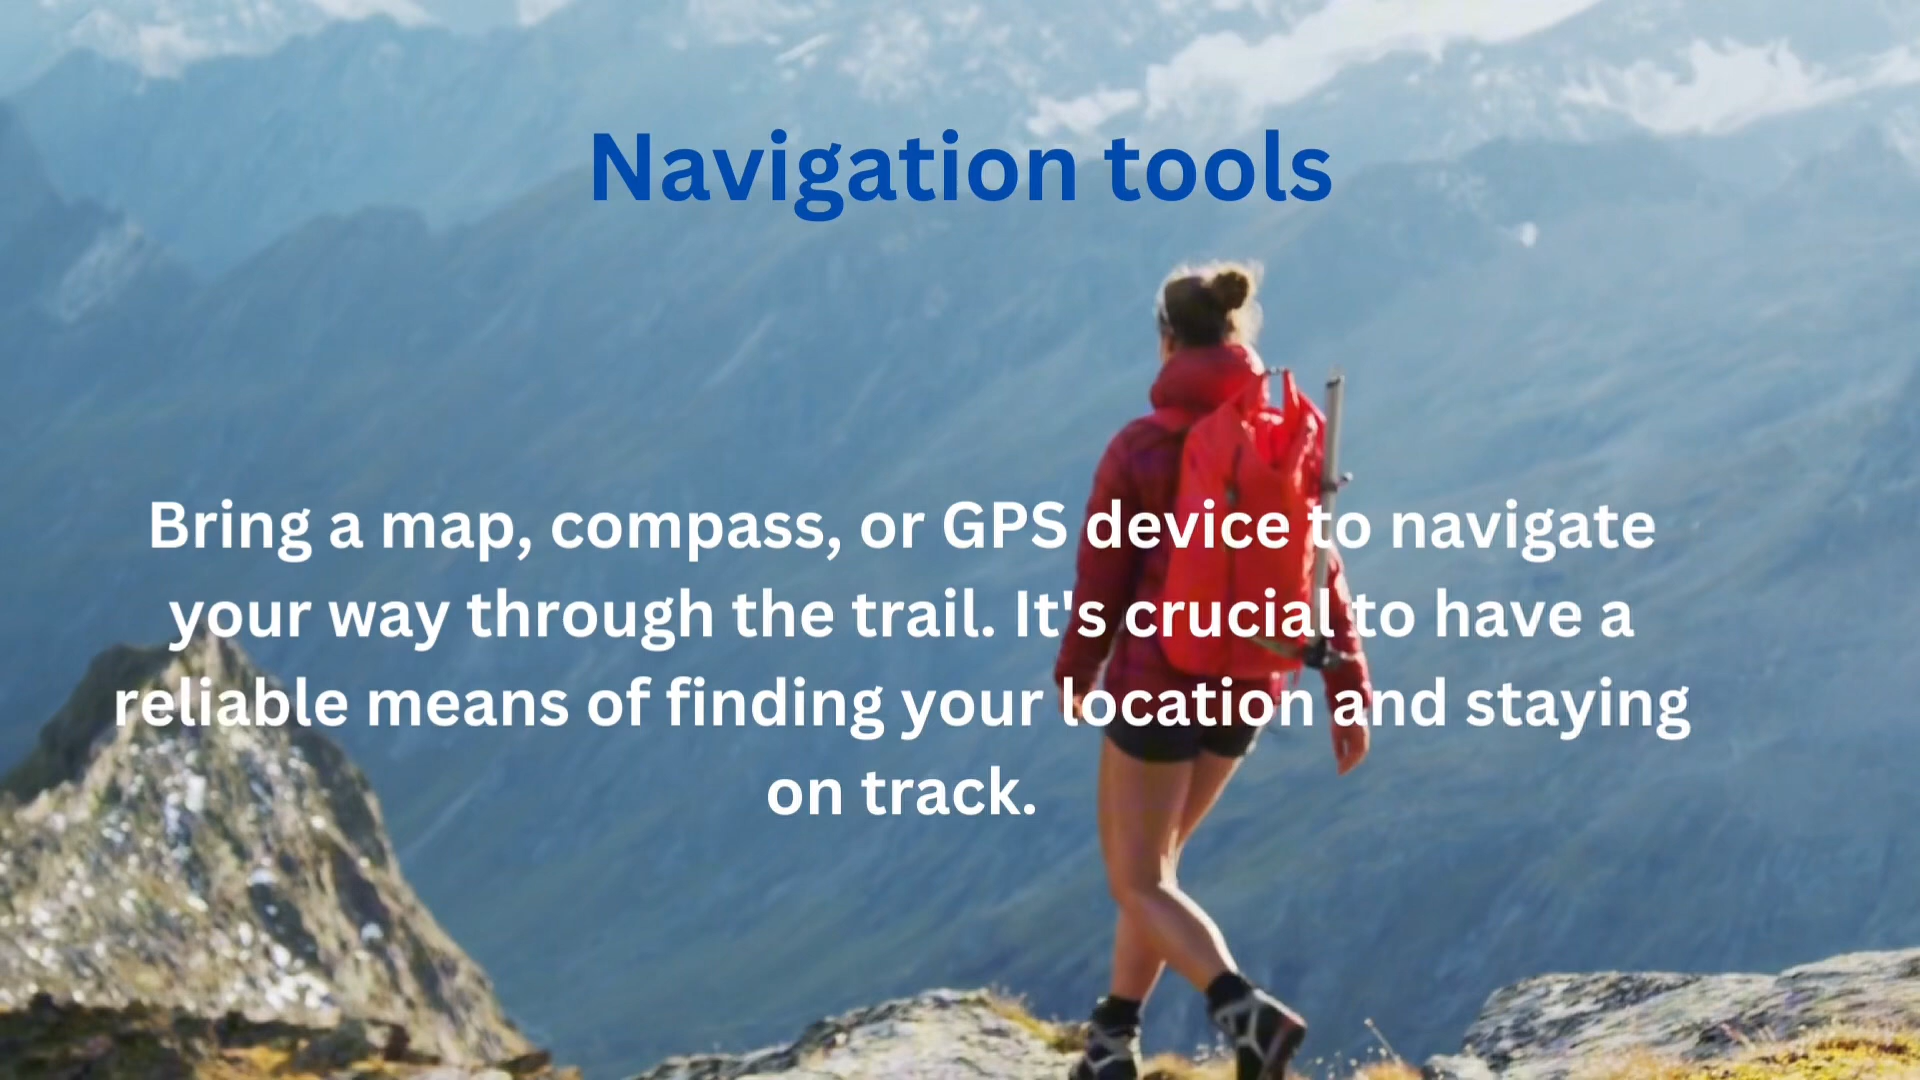 Navigation tools
Bring a map, compass, or GPS device to navigate
your way through the trail. It's crucial to have a
reliable means of finding your location and staying
on track.